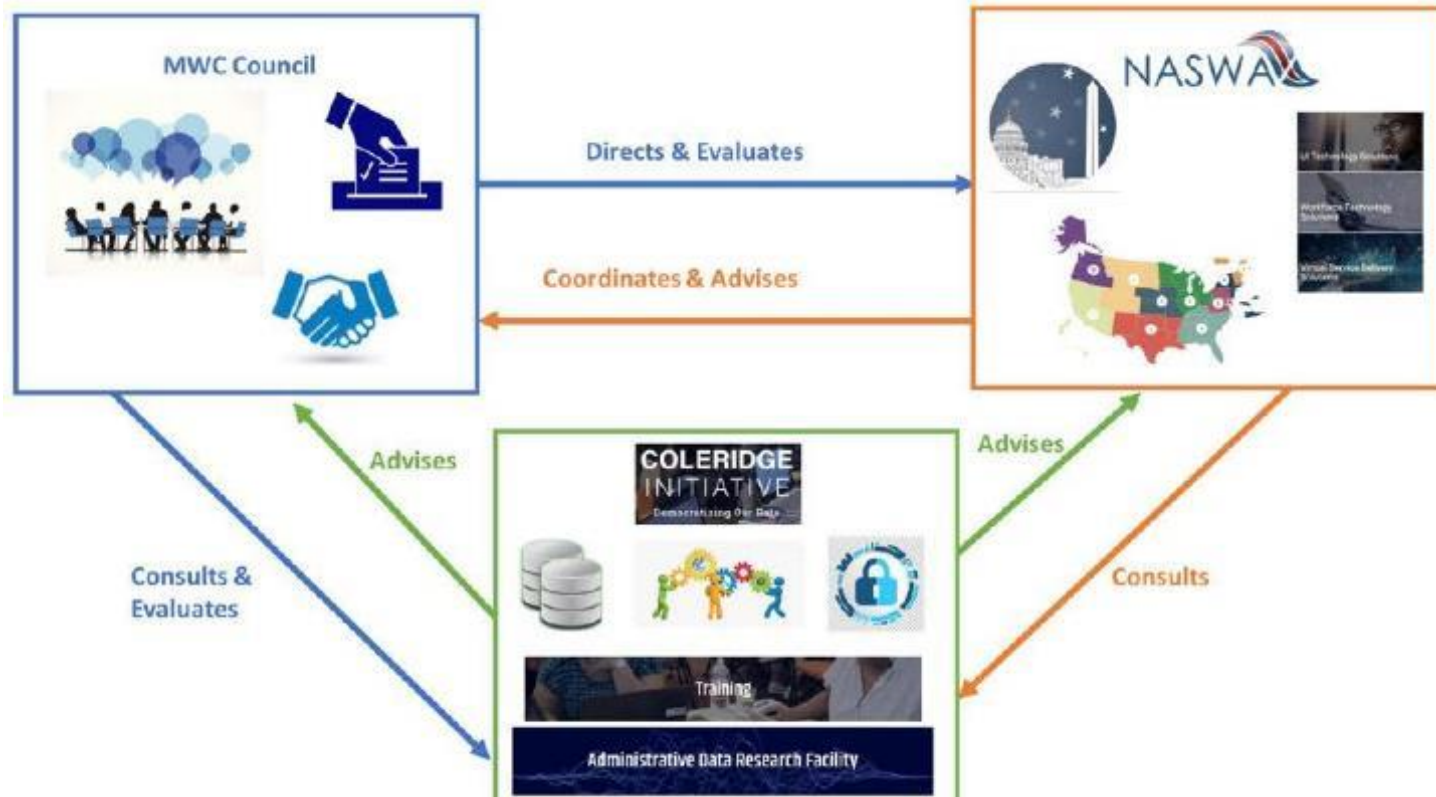 MWC Council
NASWA
UI Technology Solutions
Workforce Technology
Solutions
Virtual Service Delivery
Solutions
Directs & Evaluates
Coordinates & Advises
Advises
Advises
Consults &
Evaluates
Consults
COLERIDGE
INITIATIVE
Democratizing Our Data
Training
Administrative Data Research Facility